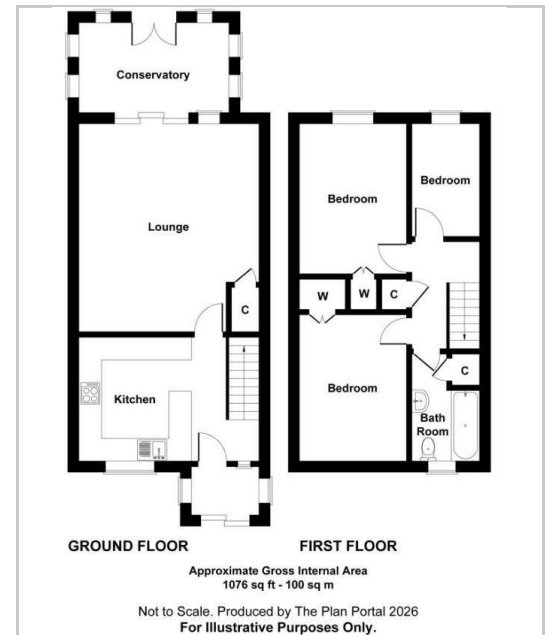 Conservatory
Lounge
C
Kitchen
Bedroom
Bedroom
W
W
C
Bedroom
C
Bath
Room
GROUND FLOOR
FIRST FLOOR
Approximate Gross Internal Area
1076 sq ft - 100 sq m
Not to Scale. Produced by The Plan Portal 2026
For Illustrative Purposes Only.